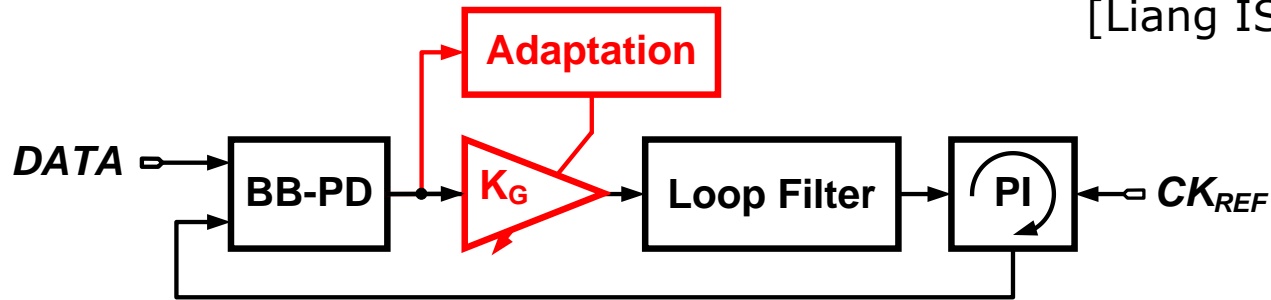 [Liang IS
Adaptation
DATA
BB-PD
KG
Loop Filter
PI
CKREF